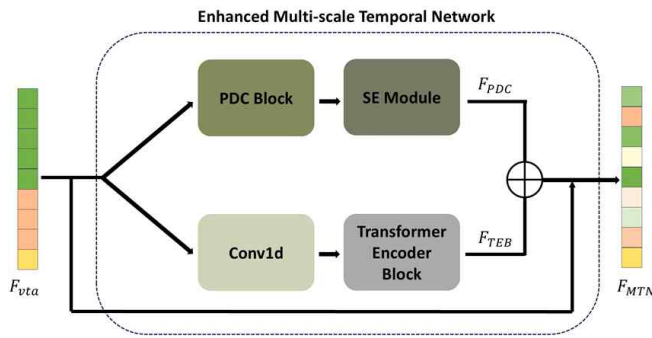 Enhanced Multi-scale Temporal Network
PDC Block
SE Module
F_PDC
F_vta
Conv1d
Transformer
Encoder
Block
F_TEB
F_MTN